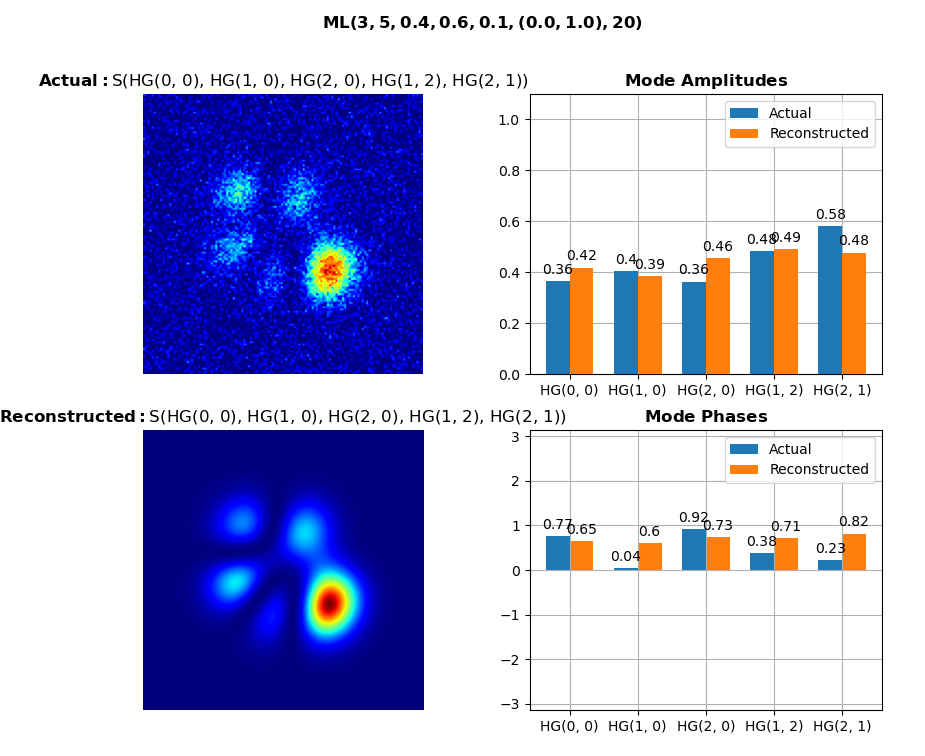 ML(3, 5, 0.4, 0.6, 0.1, (0.0, 1.0), 20)
Actual: S(HG(0, 0), HG(1, 0), HG(2, 0), HG(1, 2), HG(2, 1))
Mode Amplitudes
1.0
0.8
0.6
0.4
0.2
0.0
Actual
Reconstructed
0.36
0.42
0.4
0.39
0.36
0.46
0.48
0.49
0.58
0.48
HG(0, 0)
HG(1, 0)
HG(2, 0)
HG(1, 2)
HG(2, 1)
Reconstructed: S(HG(0, 0), HG(1, 0), HG(2, 0), HG(1, 2), HG(2, 1))
Mode Phases
3
2
1
0
−1
−2
−3
Actual
Reconstructed
0.77
0.65
0.04
0.6
0.92
0.73
0.38
0.71
0.23
0.82
HG(0, 0)
HG(1, 0)
HG(2, 0)
HG(1, 2)
HG(2, 1)